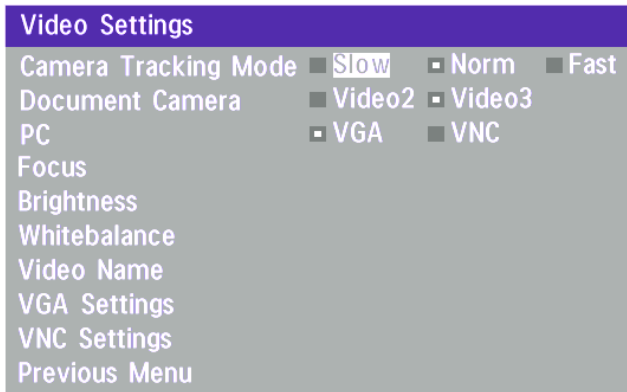 Video Settings
Camera Tracking Mode Slow Norm Fast
Document Camera Video2 Video3
PC VGA VNC
Focus
Brightness
Whitebalance
Video Name
VGA Settings
VNC Settings
Previous Menu